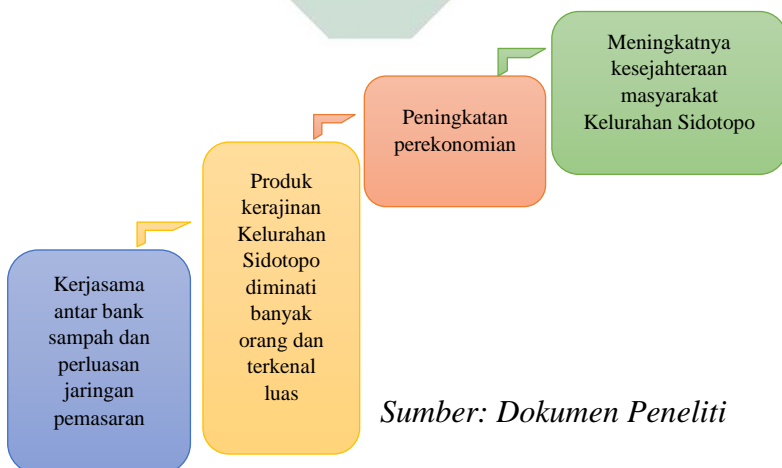 Kerjasama
antar bank
sampah dan
perluasan
jaringan
pemasaran
Produk
kerajinan
Kelurahan
Sidotopo
diminati
banyak
orang dan
terkenal
luas
Peningkatan
perekonomian
Meningkatnya
kesejahteraan
masyarakat
Kelurahan Sidotopo
Sumber: Dokumen Peneliti